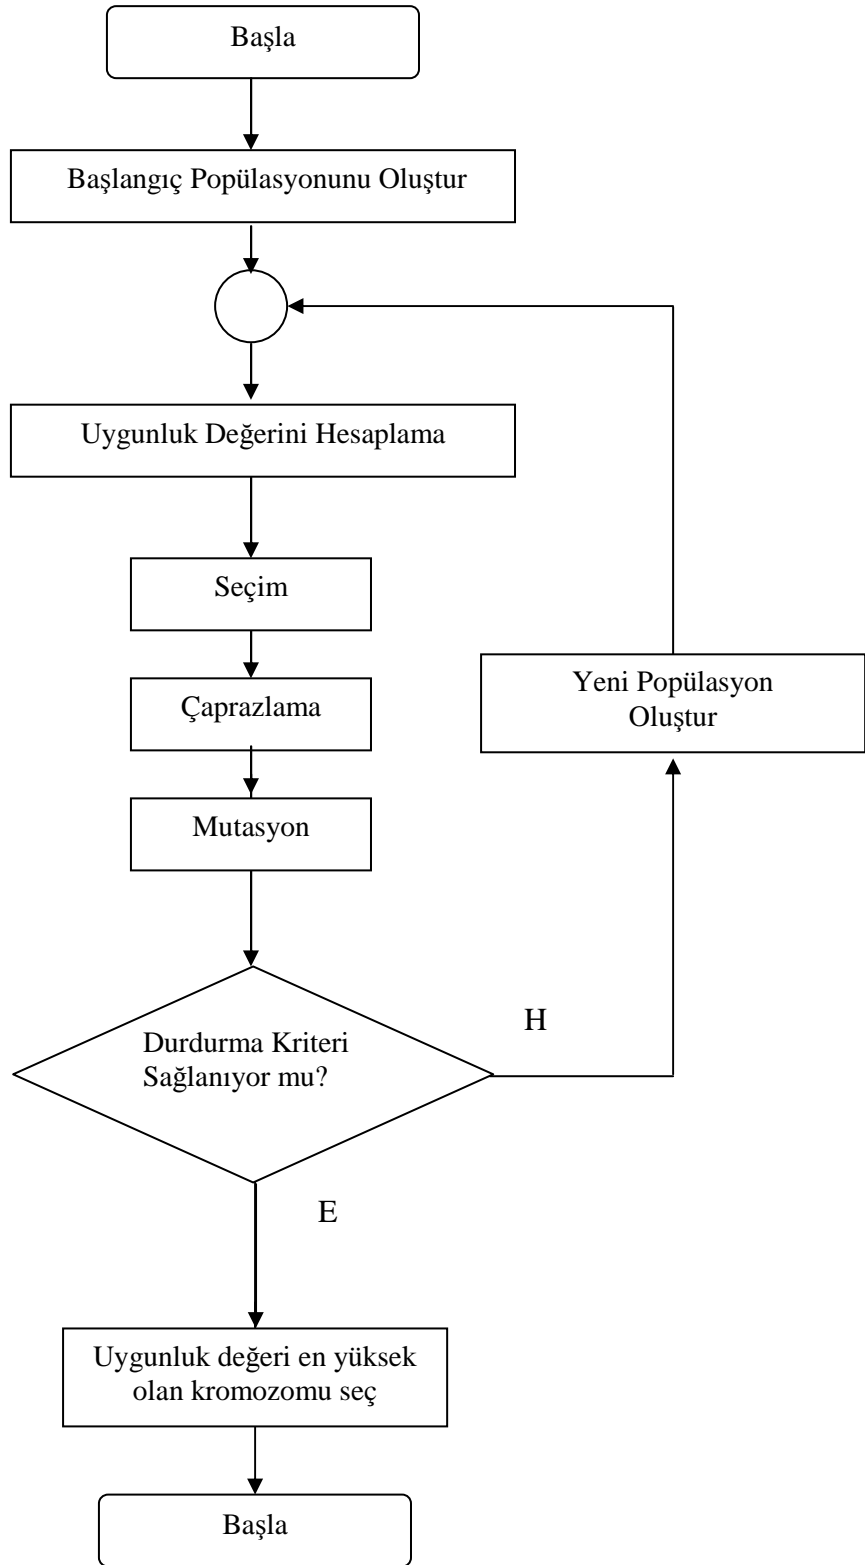 Başla
Başlangıç Popülasyonunu Oluştur
Uygunluk Değerini Hesaplama
Seçim
Çaprazlama
Mutasyon
Yeni Popülasyon
Oluştur
Durdurma Kriteri
Sağlanıyor mu?
H
E
Uygunluk değeri en yüksek
olan kromozomu seç
Başla